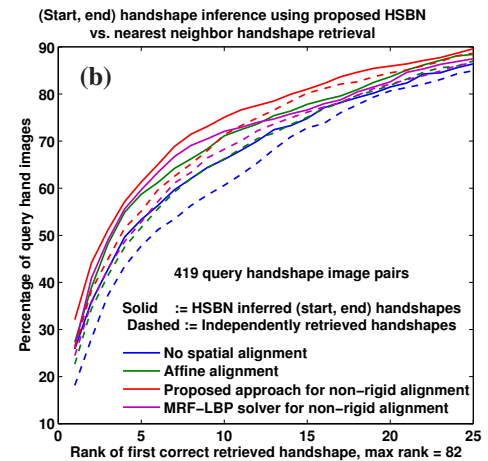 (Start, end) handshape inference using proposed HSBN
vs. nearest neighbor handshape retrieval
(b)
Percentage of query hand images
90
80
70
60
50
40
30
20
10
419 query handshape image pairs
Solid := HSBN inferred (start, end) handshapes
Dashed := Independently retrieved handshapes
No spatial alignment
Affine alignment
Proposed approach for non-rigid alignment
MRF-LBP solver for non-rigid alignment
0 5 10 15 20 25
Rank of first correct retrieved handshape, max rank = 82